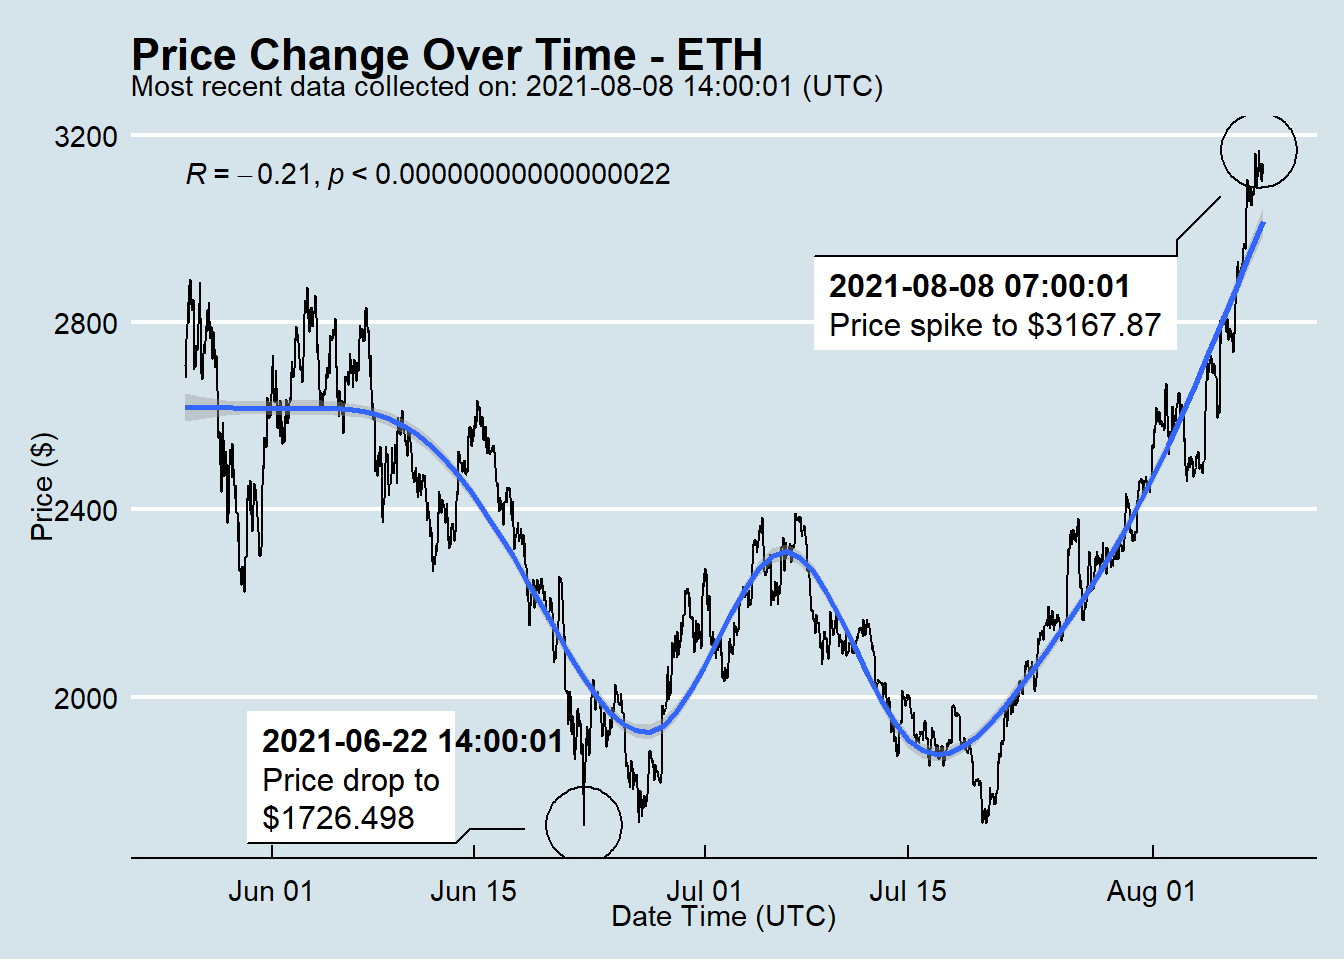 Price Change Over Time - ETH
Most recent data collected on: 2021-08-08 14:00:01 (UTC)
R = −0.21, p < 0.00000000000000022
3200
2800
2400
2000
Price ($)
2021-08-08 07:00:01
Price spike to $3167.87
2021-06-22 14:00:01
Price drop to
$1726.498
Jun 01
Jun 15
Jul 01
Jul 15
Aug 01
Date Time (UTC)